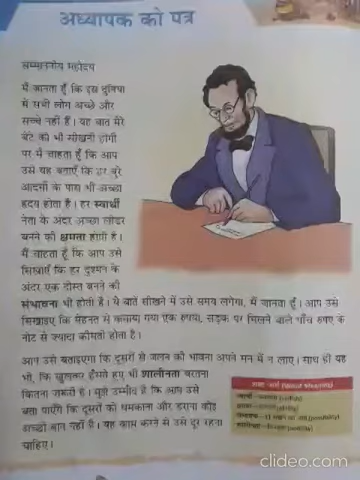 अध्यापक को पत्र
सम्माननीय महोदय
मैं जानता हूँ कि इस दुनिया
में सभी लोग अच्छे और
सच्चे नहीं हैं। यह बात मेरे
बेटे को भी सीखनी होगी
पर मैं चाहता हूँ कि आप
उसे यह बताएँ कि हर बुरे
आदमी के पास भी अच्छा
हृदय होता है। हर स्वार्थी
नेता के अंदर अच्छा लीडर
बनने की क्षमता होती है।
मैं चाहता हूँ कि आप उसे
सिखाएँ कि हर दुश्मन के
अंदर एक दोस्त बनने की
संभावना भी होती है। ये बातें सीखने में उसे समय लगेगा, मैं जानता हूँ। आप उसे
सिखाइए कि मेहनत से कमाया गया एक रुपया, सड़क पर मिलने वाले पाँच रुपए के
नोट से ज्यादा कीमती होता है।
आप उसे बताइएगा कि दूसरों से जलन की भावना अपने मन में न लाए। साथ ही यह
भी, कि खुलकर हँसते हुए भी शालीनता बरतना
कितना जरूरी है। मुझे उम्मीद है कि आप उसे
बता पाएँगे कि दूसरों को धमकाना और डराना कोई
अच्छी बात नहीं है। यह काम करने से उसे दूर रहना
चाहिए।
शब्द-अर्थ (Word Meaning)
clideo.com